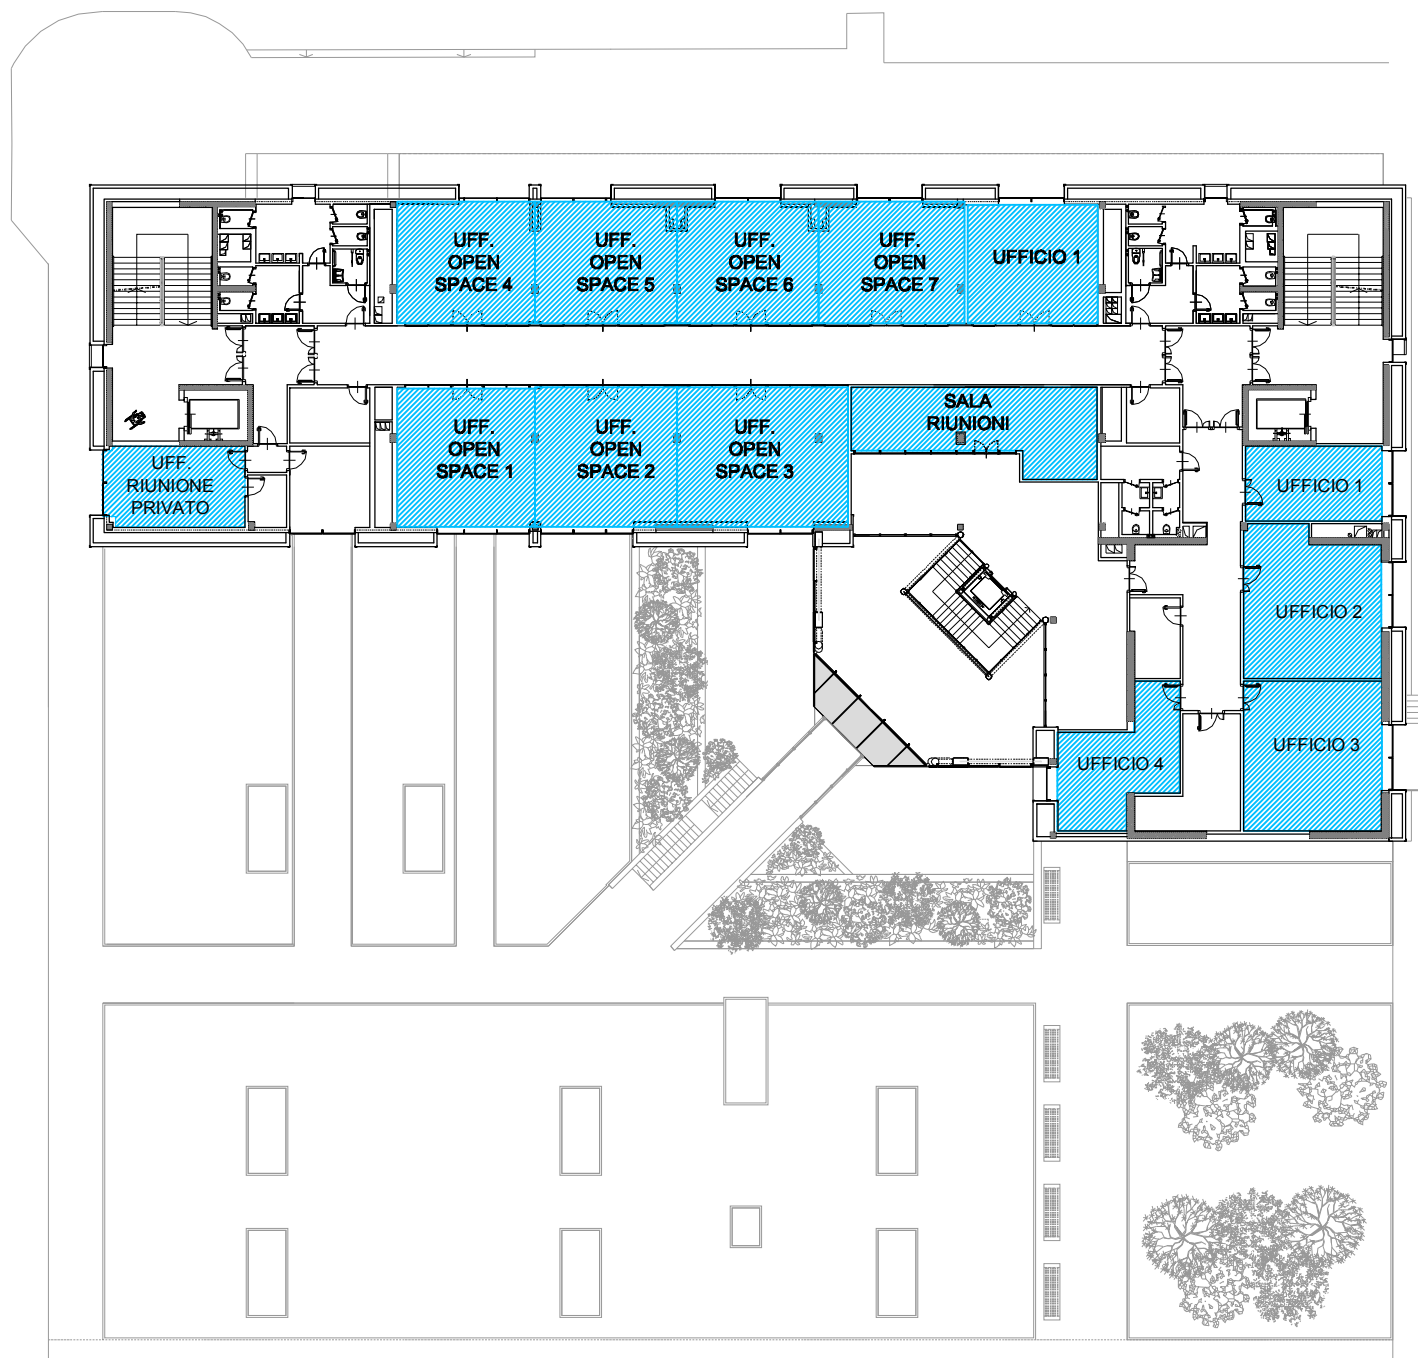 UFF.
OPEN
SPACE 4
UFF.
OPEN
SPACE 5
UFF.
OPEN
SPACE 6
UFF.
OPEN
SPACE 7
UFFICIO 1
UFF.
OPEN
SPACE 1
UFF.
OPEN
SPACE 2
UFF.
OPEN
SPACE 3
SALA
RIUNIONI
UFF.
RIUNIONE
PRIVATO
UFFICIO 1
UFFICIO 2
UFFICIO 3
UFFICIO 4